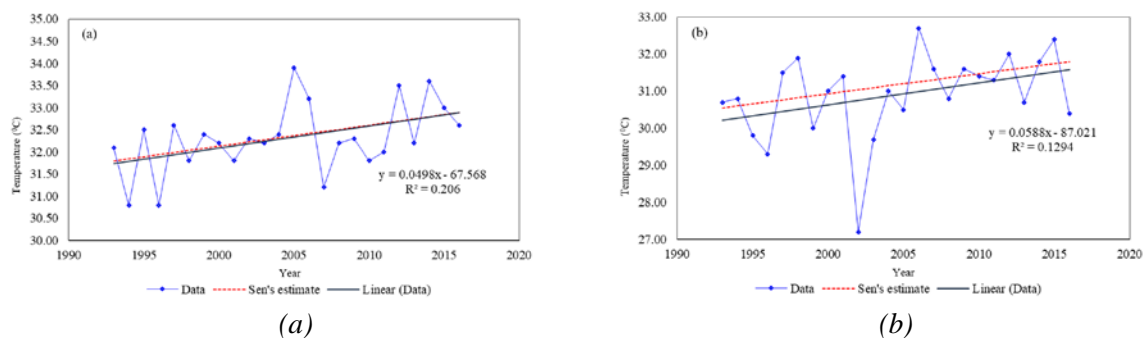 (a)
35.00
34.50
34.00
33.50
33.00
32.50
32.00
31.50
31.00
30.50
30.00
Temperature (⁰C)
y = 0.0498x - 67.568
R² = 0.206
1990 1995 2000 2005 2010 2015 2020
Year
Data Sen's estimate Linear (Data)
(a)
(b)
33.00
32.00
31.00
30.00
29.00
28.00
27.00
Temperature (⁰C)
y = 0.0588x - 87.021
R² = 0.1294
1990 1995 2000 2005 2010 2015 2020
Year
Data Sen's estimate Linear (Data)
(b)